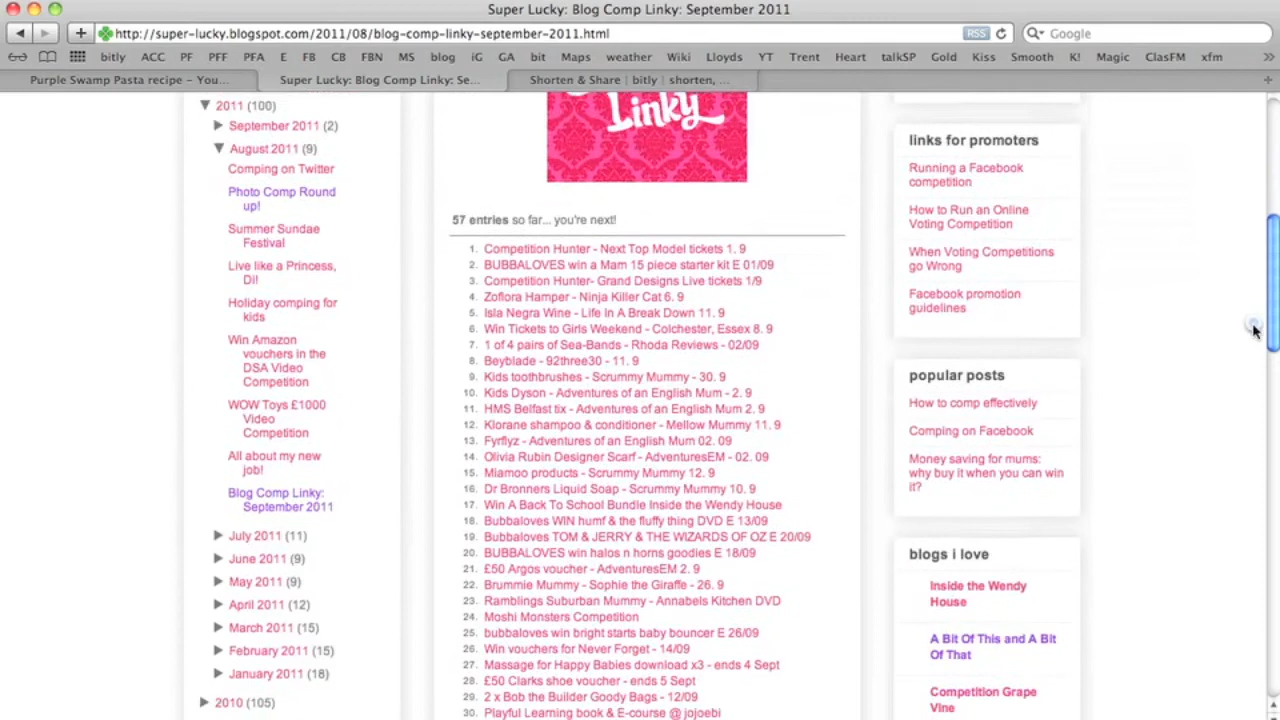 Super Lucky: Blog Comp Linky: September 2011
http://super-lucky.blogspot.com/2011/08/blog-comp-linky-september-2011.html
RSS
Google
bitly ACC PF PFF PFA E FB CB FBN MS blog iG GA bit Maps weather Wiki Lloyds YT Trent Heart talkSP Gold Kiss Smooth K! Magic ClasFM xfm
Purple Swamp Pasta recipe – You...
Super Lucky: Blog Comp Linky: Se...
Shorten & Share | bitly | shorten, ...
▼ 2011 (100)
► September 2011 (2)
▼ August 2011 (9)
Comping on Twitter
Photo Comp Round
up!
Summer Sundae
Festival
Live like a Princess,
Di!
Holiday comping for
kids
Win Amazon
vouchers in the
DSA Video
Competition
WOW Toys £1000
Video
Competition
All about my new
job!
Blog Comp Linky:
September 2011
► July 2011 (11)
► June 2011 (9)
► May 2011 (9)
► April 2011 (12)
► March 2011 (15)
► February 2011 (15)
► January 2011 (18)
► 2010 (105)
Linky
57 entries so far... you're next!
1. Competition Hunter - Next Top Model tickets 1. 9
2. BUBBALOVES win a Mam 15 piece starter kit E 01/09
3. Competition Hunter- Grand Designs Live tickets 1/9
4. Zoflora Hamper - Ninja Killer Cat 6. 9
5. Isla Negra Wine - Life In A Break Down 11. 9
6. Win Tickets to Girls Weekend - Colchester, Essex 8. 9
7. 1 of 4 pairs of Sea-Bands - Rhoda Reviews - 02/09
8. Beyblade - 92three30 - 11. 9
9. Kids toothbrushes - Scrummy Mummy - 30. 9
10. Kids Dyson - Adventures of an English Mum - 2. 9
11. HMS Belfast tix - Adventures of an English Mum 2. 9
12. Klorane shampoo & conditioner - Mellow Mummy 11. 9
13. Fyrflyz - Adventures of an English Mum 02. 09
14. Olivia Rubin Designer Scarf - AdventuresEM - 02. 09
15. Miamoo products - Scrummy Mummy 12. 9
16. Dr Bronners Liquid Soap - Scrummy Mummy 10. 9
17. Win A Back To School Bundle Inside the Wendy House
18. Bubbaloves WIN humf & the fluffy thing DVD E 13/09
19. Bubbaloves TOM & JERRY & THE WIZARDS OF OZ E 20/09
20. BUBBALOVES win halos n horns goodies E 18/09
21. £50 Argos voucher - AdventuresEM 2. 9
22. Brummie Mummy - Sophie the Giraffe - 26. 9
23. Ramblings Suburban Mummy - Annabels Kitchen DVD
24. Moshi Monsters Competition
25. bubbaloves win bright starts baby bouncer E 26/09
26. Win vouchers for Never Forget - 14/09
27. Massage for Happy Babies download x3 - ends 4 Sept
28. £50 Clarks shoe voucher - ends 5 Sept
29. 2 x Bob the Builder Goody Bags - 12/09
30. Playful Learning book & E-course @ jojoebi
links for promoters
Running a Facebook
competition
How to Run an Online
Voting Competition
When Voting Competitions
go Wrong
Facebook promotion
guidelines
popular posts
How to comp effectively
Comping on Facebook
Money saving for mums:
why buy it when you can win
it?
blogs i love
Inside the Wendy
House
A Bit Of This and A Bit
Of That
Competition Grape
Vine